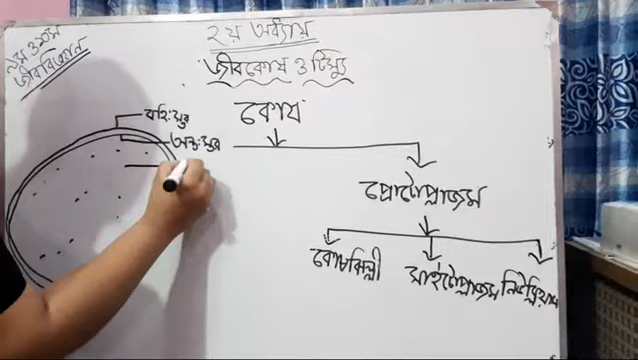 ৯ম ও ১০ম
জীববিজ্ঞান
২য় অধ্যায়
জীবকোষ ও টিস্যু
কোষ
বহিঃস্তর
অন্তঃস্তর
প্রোটোপ্লাজম
কোষঝিল্লী
সাইটোপ্লাজম
নিউক্লিয়াস